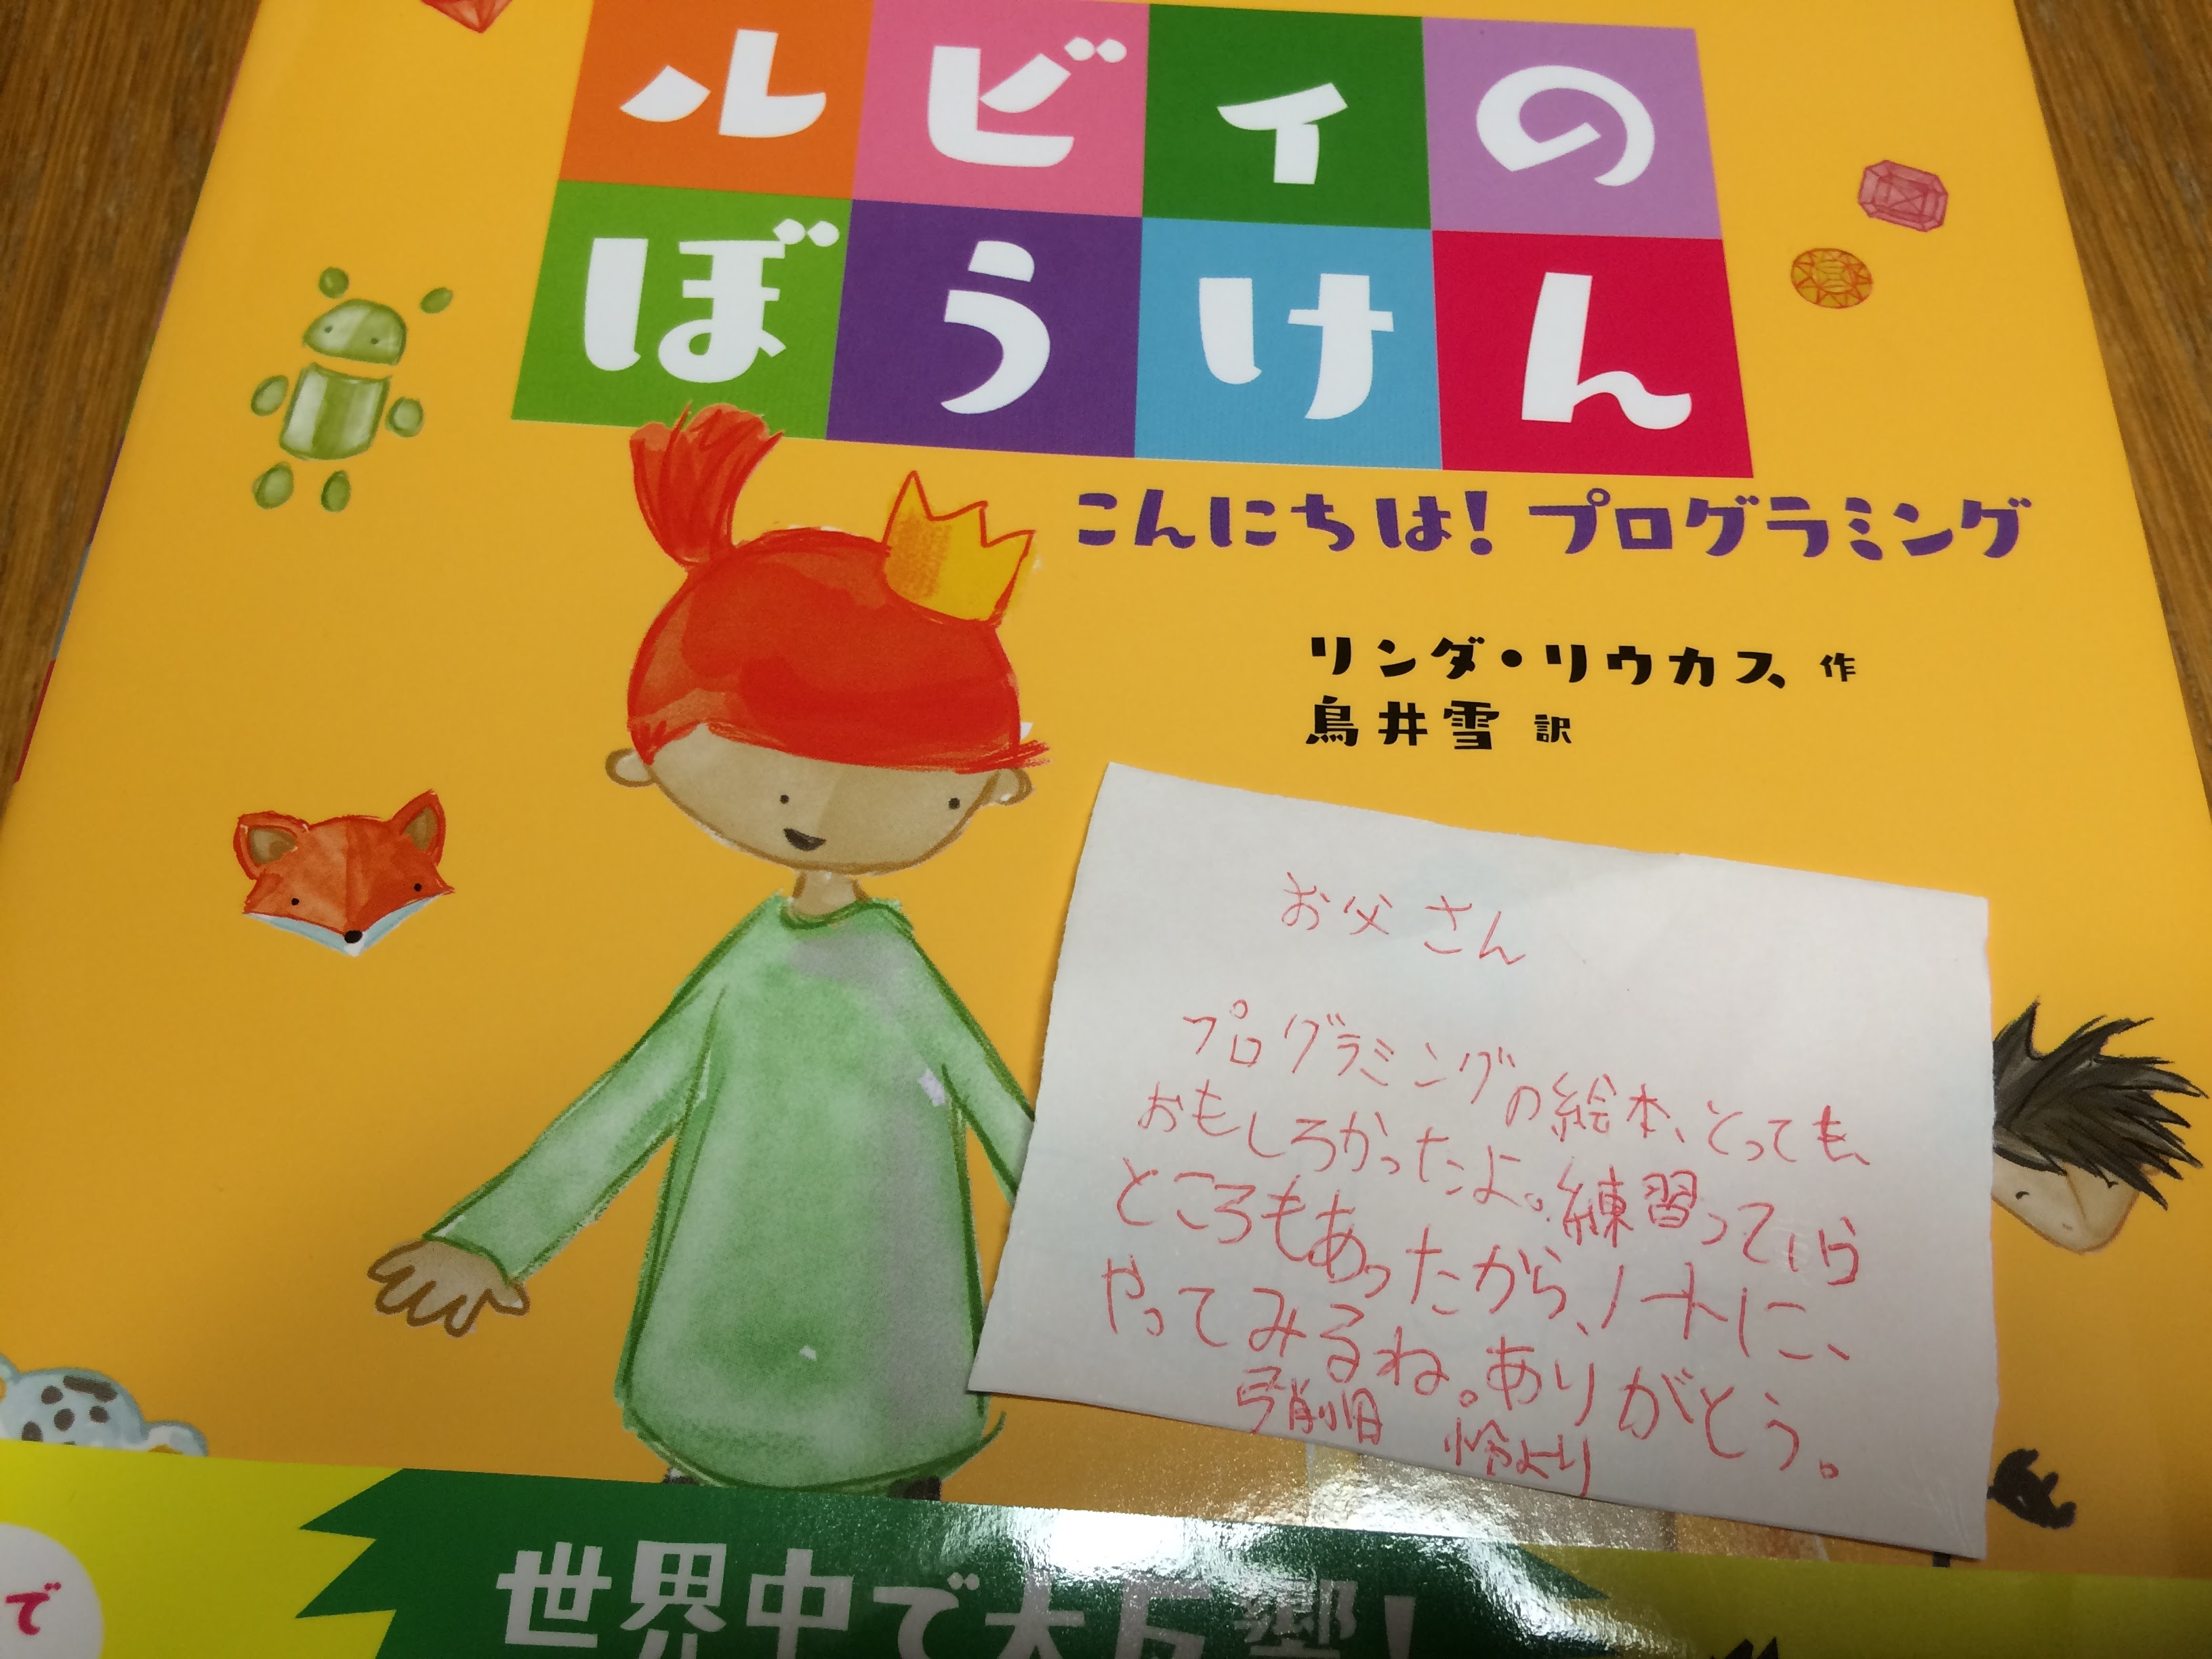 ルビィの
ぼうけん
こんにちは！プログラミング
リンダ・リウカス 作
鳥井雪 訳
お父さん
プログラミングの絵本、とっても、
おもしろかったよ。練習っていう
ところもあったから、ノートに、
やってみるね。ありがとう。
弓削田 怜より
世界中で大反響！
で